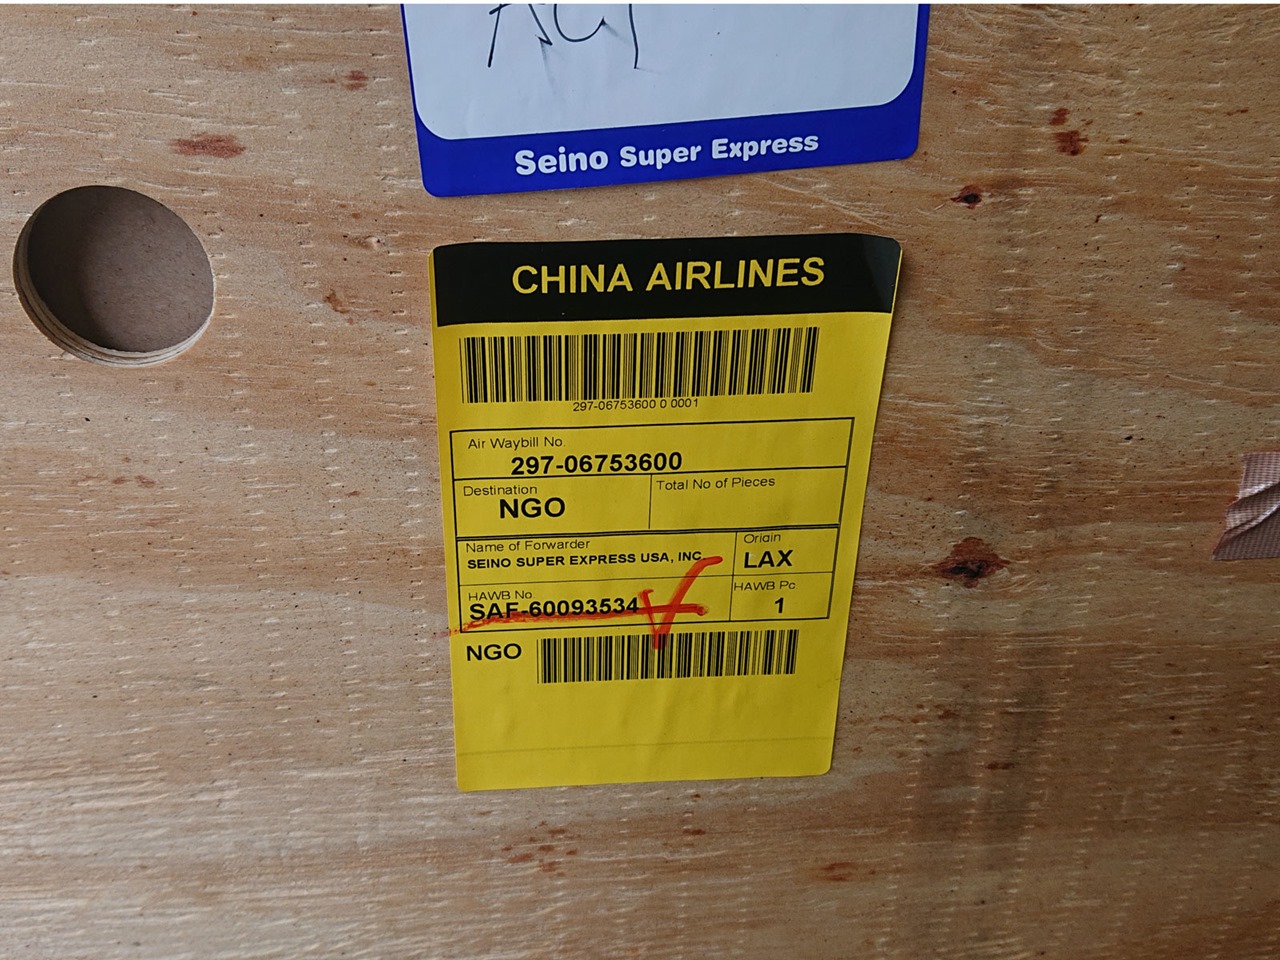 Seino Super Express
CHINA AIRLINES
297-06753600 0 0001
Air Waybill No.
297-06753600
Destination
NGO
Total No of Pieces
Name of Forwarder
SEINO SUPER EXPRESS USA, INC
Origin
LAX
HAWB No
SAF-60093534
HAWB Pc
1
NGO